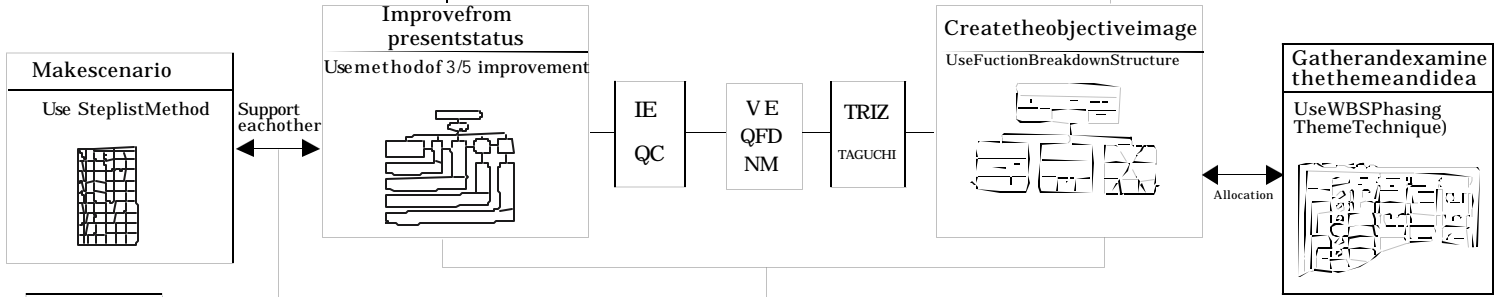 Makescenario
Use SteplistMethod
Support
eachother
Improvefrom
presentstatus
Usemethodof 3/5 improvement
IE
QC
VE
QFD
NM
TRIZ
TAGUCHI
Createtheobjectiveimage
UseFuctionBreakdownStructure
Allocation
Gatherandexamine
thethemeandidea
UseWBSPhasing
ThemeTechnique)